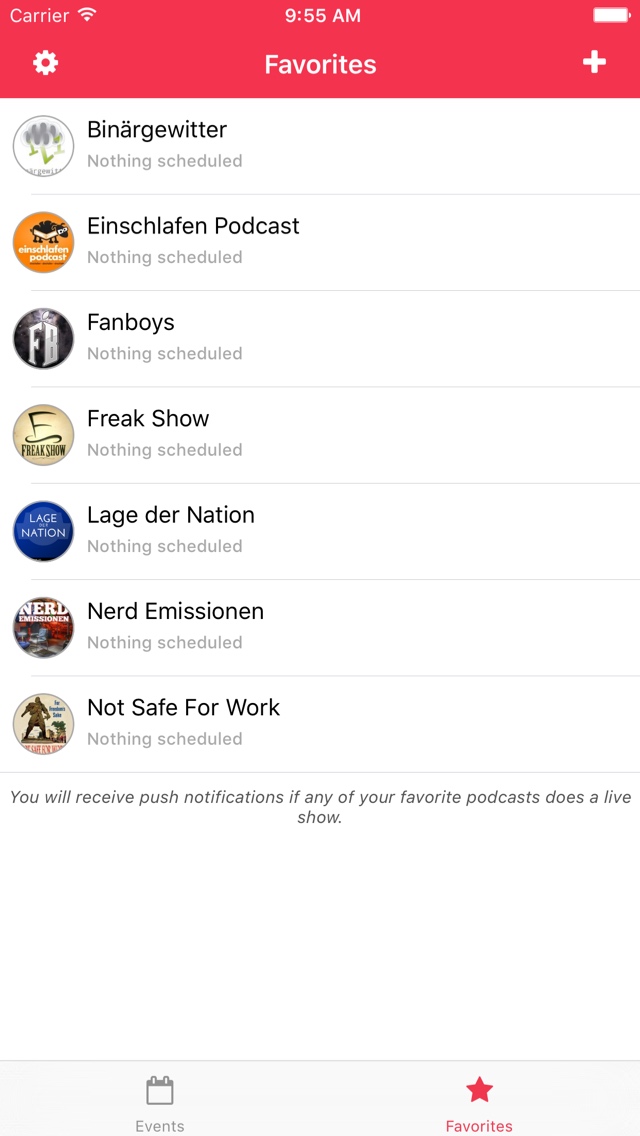 Carrier 9:55 AM
Favorites
Binärgewitter
Nothing scheduled
Einschlafen Podcast
Nothing scheduled
einschlafen
podcast
Fanboys
Nothing scheduled
FB
Freak Show
Nothing scheduled
FREAK SHOW
Lage der Nation
Nothing scheduled
LAGE
DER
NATION
Nerd Emissionen
Nothing scheduled
NERD
EMISSIONEN
Not Safe For Work
Nothing scheduled
You will receive push notifications if any of your favorite podcasts does a live
show.
Events Favorites